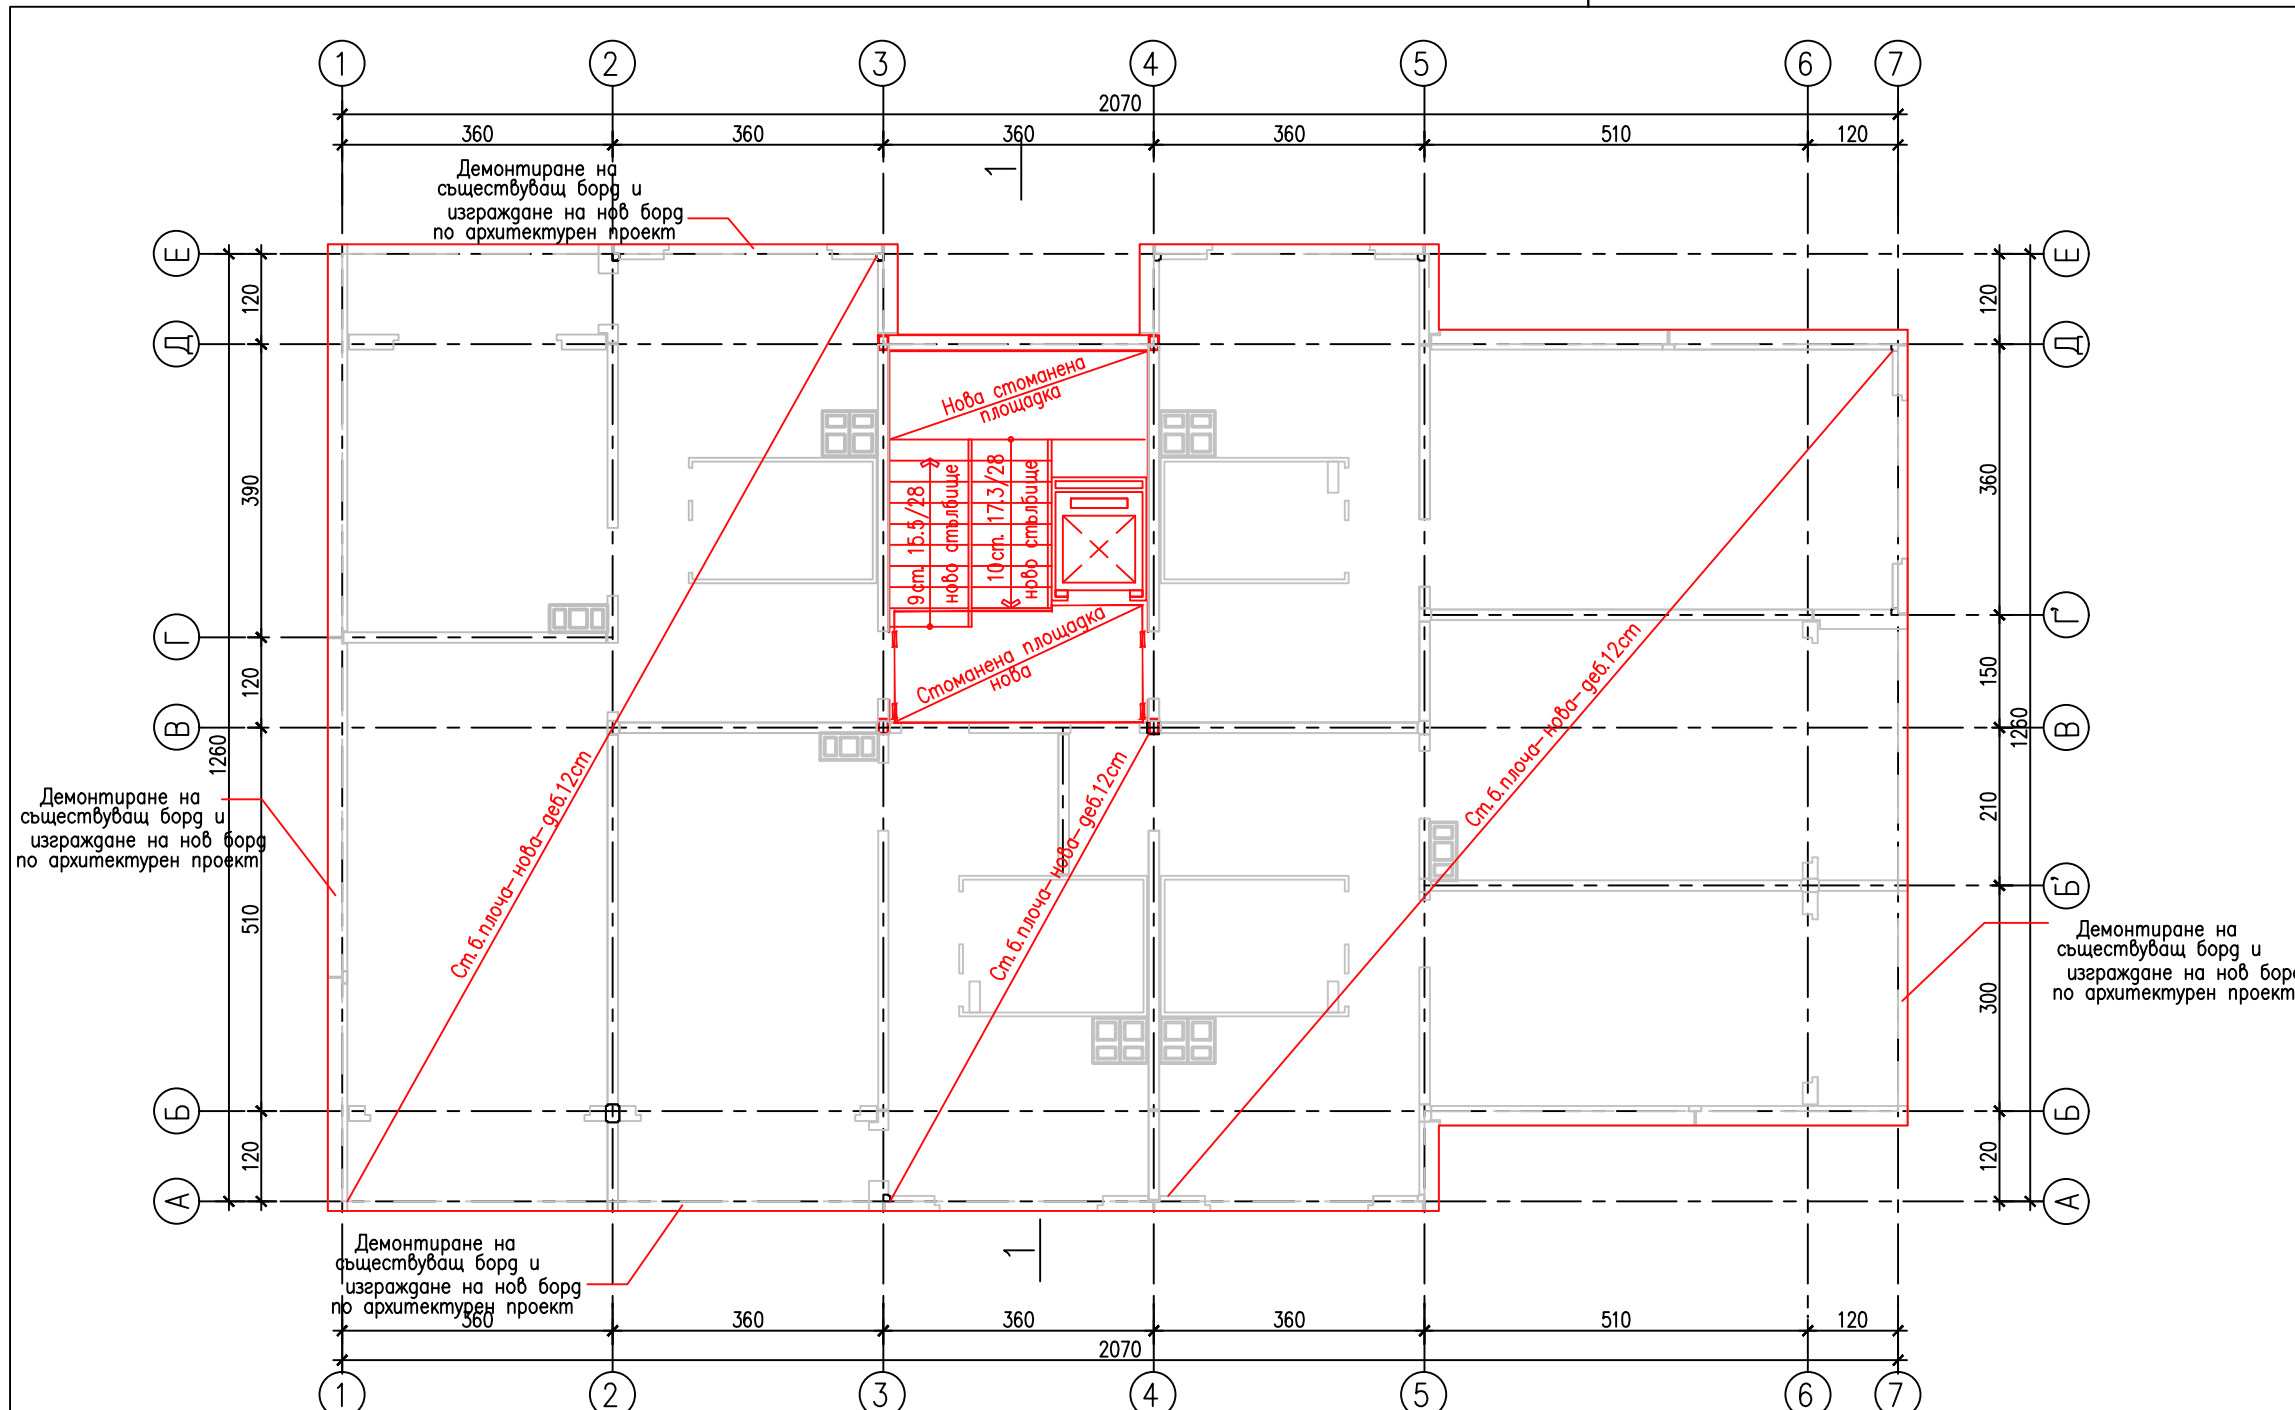 1 2 3 4 5 6 7
2070
360 360 360 360 510 120
Демонтиране на
съществуващ борд и
изграждане на нов борд
по архитектурен проект
1
Е
Д
Г
В
Б
А
120
390
120
510
120
1260
Нова стоманена
площадка
9ст. 15.5/28
ново стълбище
10ст. 17.3/28
ново стълбище
Стоманена площадка
нова
Ст.б.плоча-нова-деб.12cm
Ст.б.плоча-нова-деб.12cm
Ст.б.плоча-нова-деб.12cm
Демонтиране на
съществуващ борд и
изграждане на нов борд
по архитектурен проект
Е
Д
Г'
В
Б'
Б
А
120
360
150
210
300
120
1260
Демонтиране на
съществуващ борд и
изграждане на нов борд
по архитектурен проект
Демонтиране на
съществуващ борд и
изграждане на нов борд
по архитектурен проект
1
360 360 360 360 510 120
2070
1 2 3 4 5 6 7